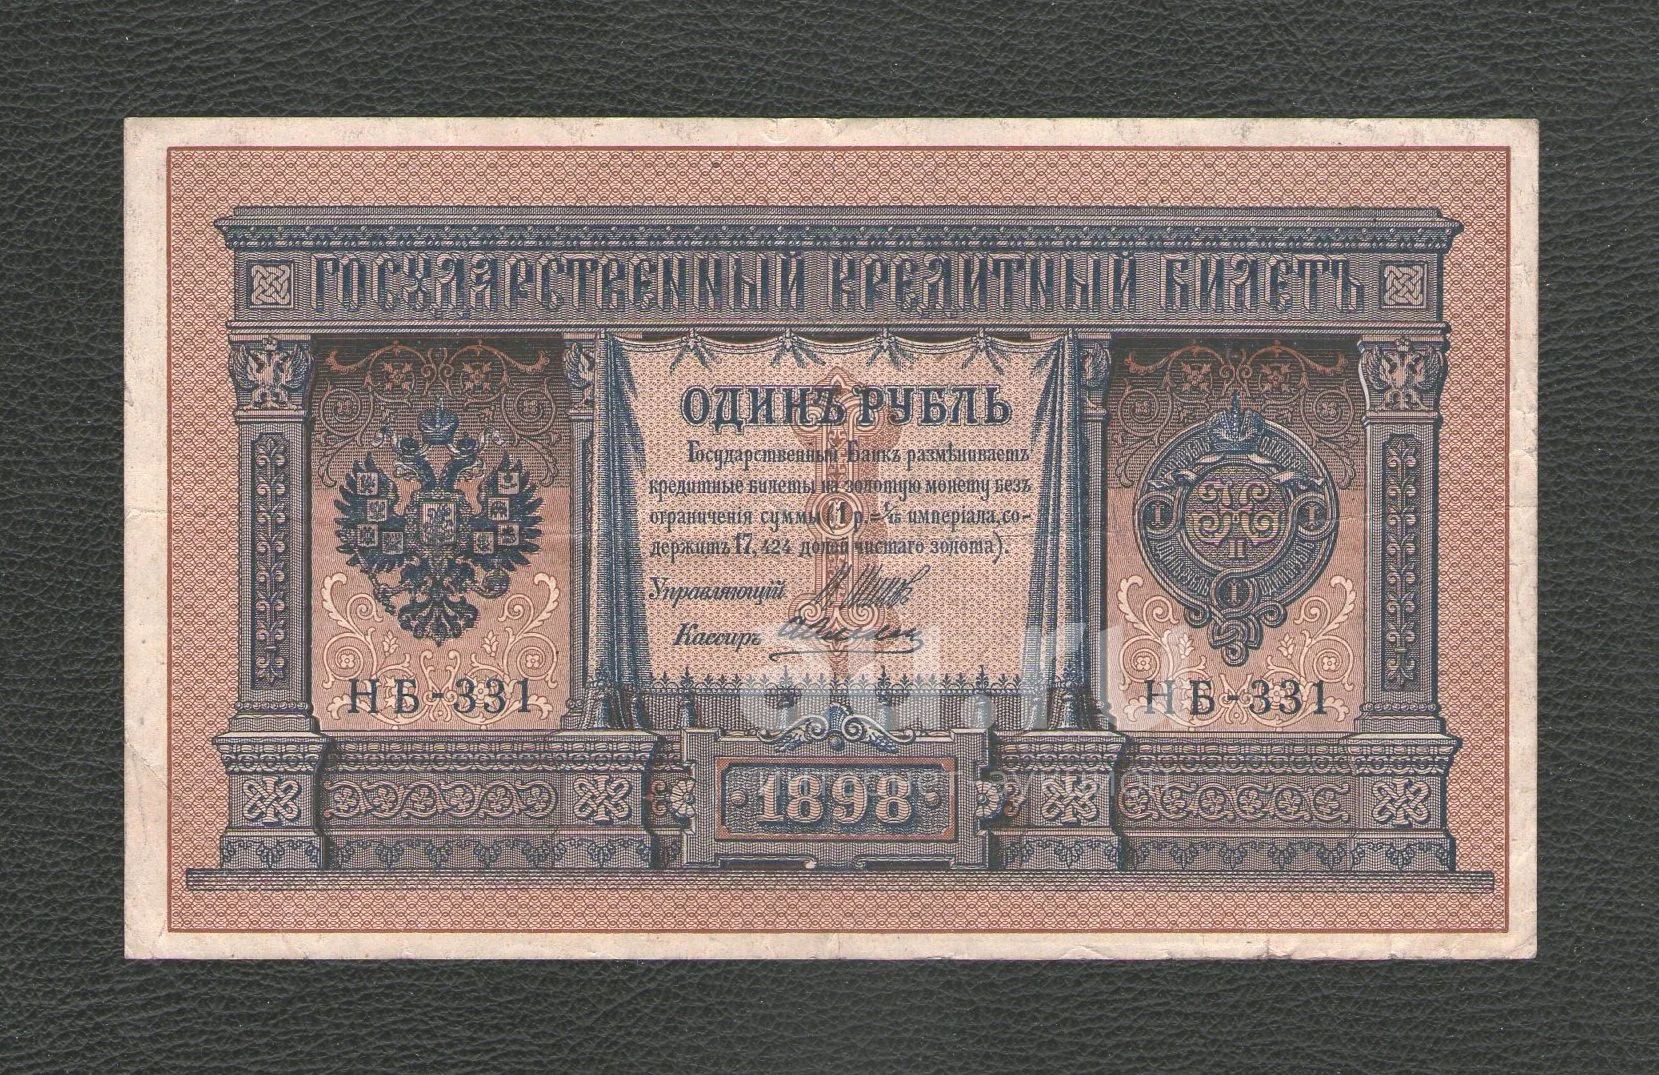 ГОСУДАРСТВЕННЫЙ КРЕДИТНЫЙ БИЛЕТЪ
ОДИНЪ РУБЛЬ
Государственный Банкъ размѣниваетъ
кредитные билеты на золотую монету безъ
ограниченія суммы (1 р.=1/15 имперіала, со-
держитъ 17,424 долей чистаго золота).
Управляющій
Кассиръ
НБ-331
НБ-331
1898